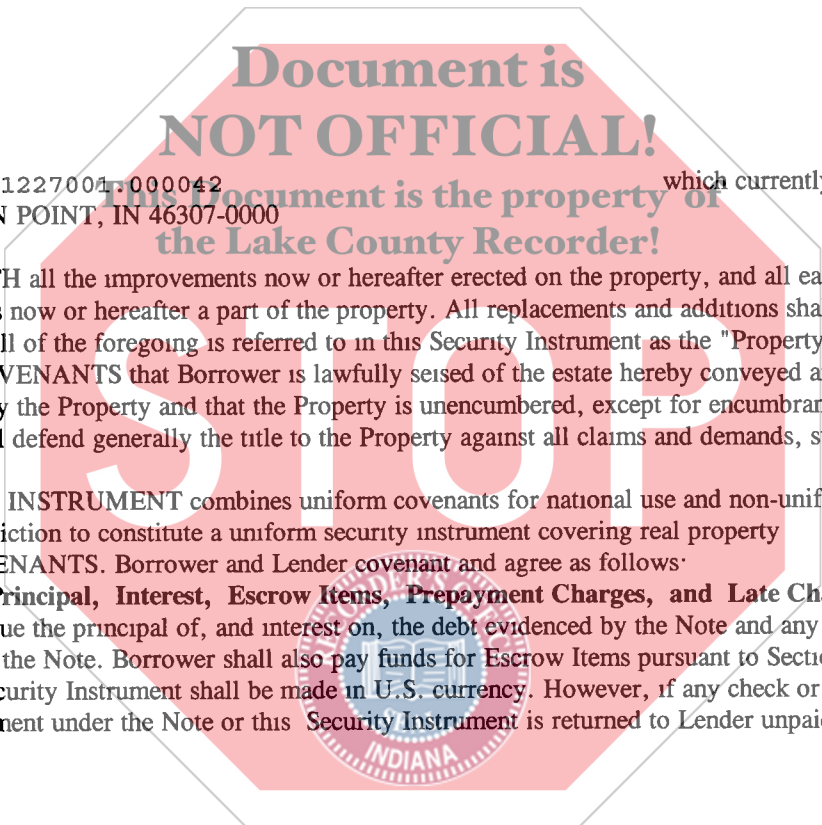 Document is
NOT OFFICIAL!
1227001.000042 which currently
This Document is the property of
N POINT, IN 46307-0000
the Lake County Recorder!
TH all the improvements now or hereafter erected on the property, and all ea
s now or hereafter a part of the property. All replacements and additions sha
ll of the foregoing is referred to in this Security Instrument as the "Property
VENANTS that Borrower is lawfully seised of the estate hereby conveyed a
y the Property and that the Property is unencumbered, except for encumbran
l defend generally the title to the Property against all claims and demands, s
STOP
INSTRUMENT combines uniform covenants for national use and non-unif
iction to constitute a uniform security instrument covering real property
ENANTS. Borrower and Lender covenant and agree as follows·
Principal, Interest, Escrow Items, Prepayment Charges, and Late Cha
ue the principal of, and interest on, the debt evidenced by the Note and any
the Note. Borrower shall also pay funds for Escrow Items pursuant to Secti
curity Instrument shall be made in U.S. currency. However, if any check or
ment under the Note or this Security Instrument is returned to Lender unpai
SEAL
INDIANA